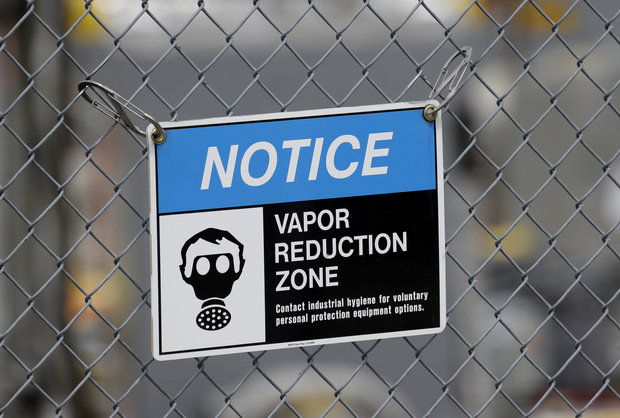 NOTICE
VAPOR
REDUCTION
ZONE
Contact industrial hygiene for voluntary
personal protection equipment options.